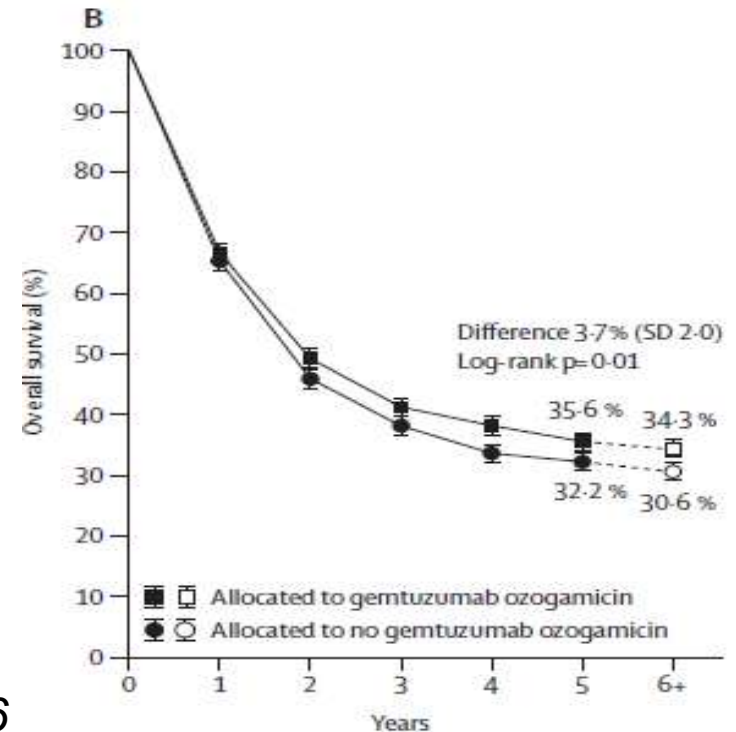 B
100
90
80
70
60
50
40
30
20
10
0
Overall survival (%)
Difference 3·7% (SD 2·0)
Log-rank p=0·01
35·6 %
34·3 %
32·2 %
30·6 %
Allocated to gemtuzumab ozogamicin
Allocated to no gemtuzumab ozogamicin
0 1 2 3 4 5 6+
Years
6